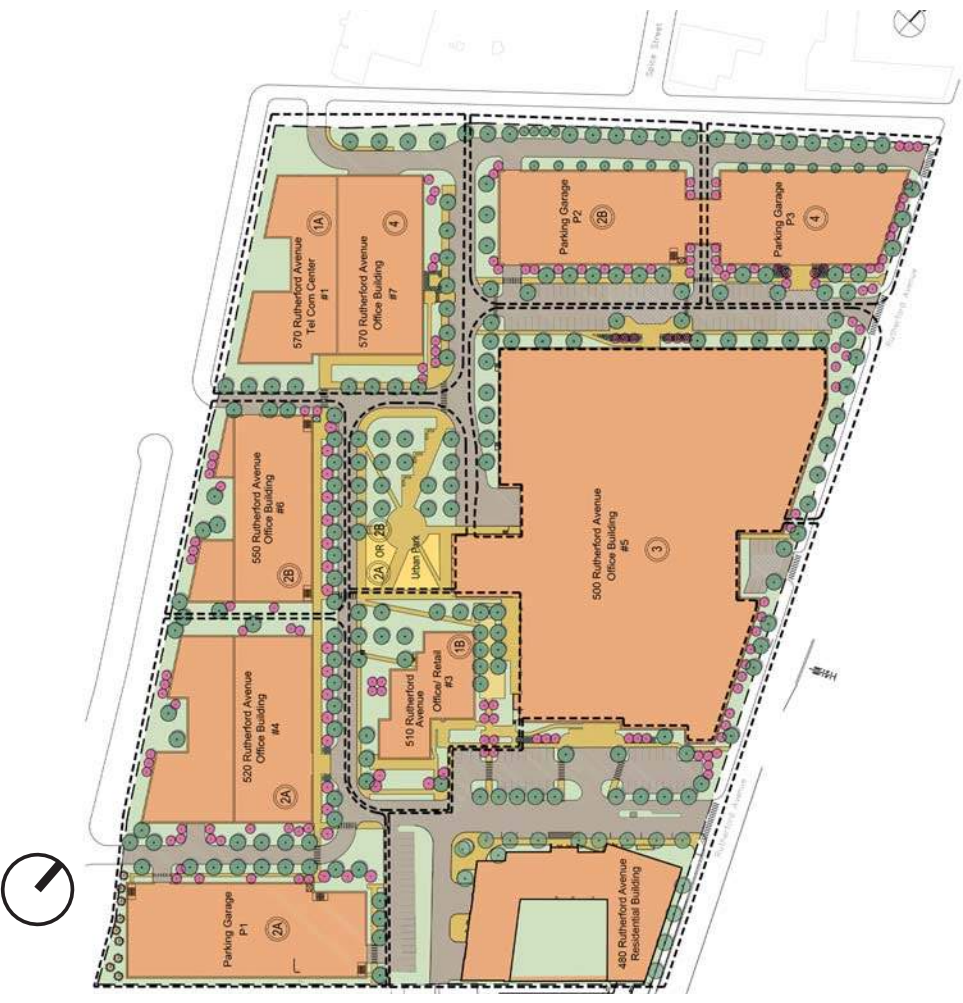 Spice Street
570 Rutherford Avenue
Tel Com Center
#1
1A
570 Rutherford Avenue
Office Building
#7
4
Parking Garage
P2
2B
Parking Garage
P3
4
Rutherford Avenue
550 Rutherford Avenue
Office Building
#6
2B
2A OR 2B
Urban Park
500 Rutherford Avenue
Office Building
#5
3
520 Rutherford Avenue
Office Building
#4
2A
510 Rutherford
Avenue
Office/ Retail
#3
1B
Rutherford Avenue
Parking Garage
P1
2A
480 Rutherford Avenue
Residential Building